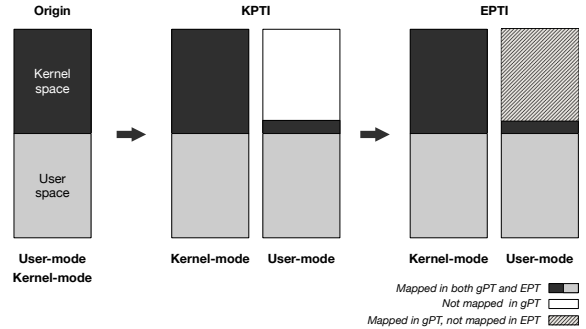 Origin
KPTI
EPTI
Kernel
space
User
space
User-mode
Kernel-mode
Kernel-mode
User-mode
Kernel-mode
User-mode
Mapped in both gPT and EPT
Not mapped in gPT
Mapped in gPT, not mapped in EPT